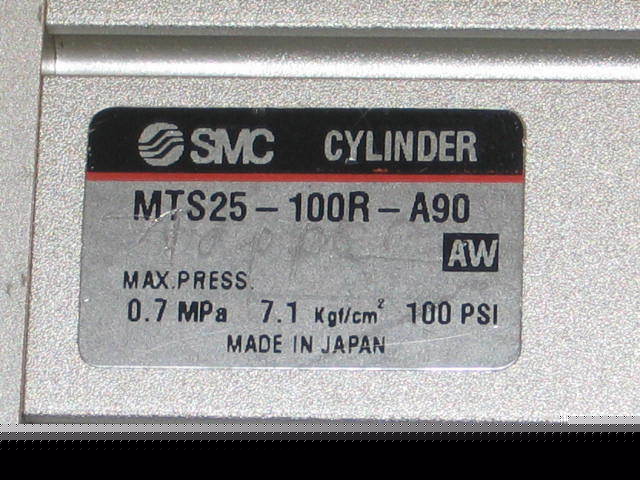 SMC CYLINDER
MTS25-100R-A90
AW
MAX.PRESS.
0.7 MPa 7.1 Kgf/cm² 100 PSI
MADE IN JAPAN